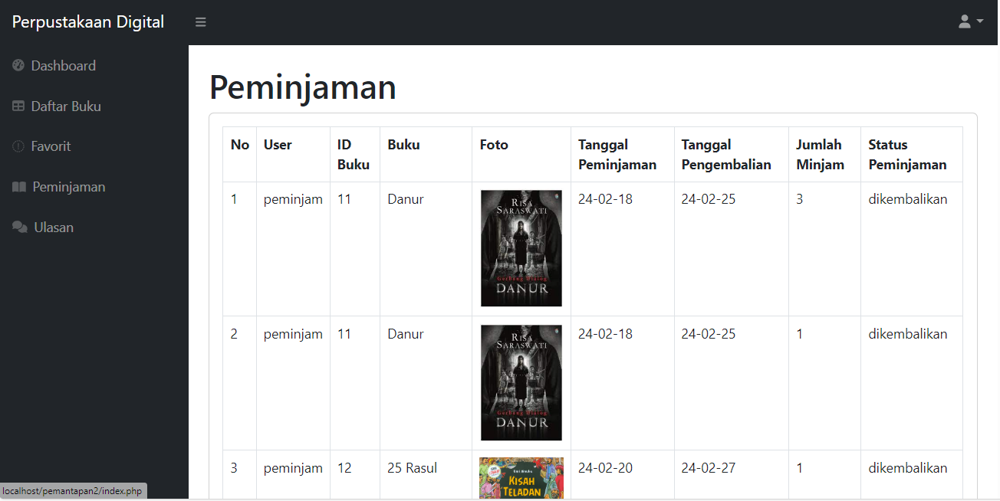 Perpustakaan Digital
Dashboard
Daftar Buku
Favorit
Peminjaman
Ulasan
Peminjaman
No User ID Buku Foto Tanggal Tanggal Jumlah Status
Buku Peminjaman Pengembalian Minjam Peminjaman
1 peminjam 11 Danur 24-02-18 24-02-25 3 dikembalikan
RISA
SARASWATI
Gerbang Dialog
DANUR
2 peminjam 11 Danur 24-02-18 24-02-25 1 dikembalikan
RISA
SARASWATI
Gerbang Dialog
DANUR
3 peminjam 12 25 Rasul 24-02-20 24-02-27 1 dikembalikan
KISAH
TELADAN
localhost/pemantapan2/index.php